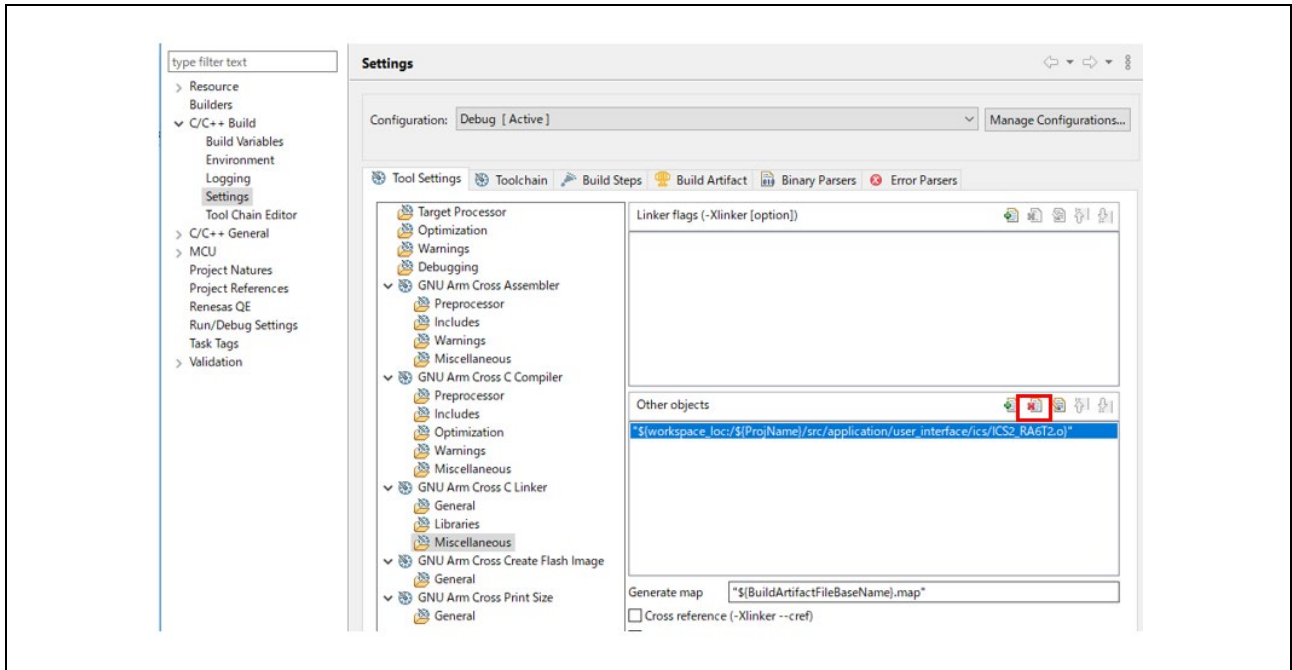 type filter text
Resource
Builders
C/C++ Build
Build Variables
Environment
Logging
Settings
Tool Chain Editor
C/C++ General
MCU
Project Natures
Project References
Renesas QE
Run/Debug Settings
Task Tags
Validation
Settings
Configuration: Debug [ Active ] Manage Configurations...
Tool Settings Toolchain Build Steps Build Artifact Binary Parsers Error Parsers
Target Processor
Optimization
Warnings
Debugging
GNU Arm Cross Assembler
Preprocessor
Includes
Warnings
Miscellaneous
GNU Arm Cross C Compiler
Preprocessor
Includes
Optimization
Warnings
Miscellaneous
GNU Arm Cross C Linker
General
Libraries
Miscellaneous
GNU Arm Cross Create Flash Image
General
GNU Arm Cross Print Size
General
Linker flags (-Xlinker [option])
Other objects
"${workspace_loc:/${ProjName}/src/application/user_interface/ics/ICS2_RA6T2.o}"
Generate map "${BuildArtifactFileBaseName}.map"
Cross reference (-Xlinker --cref)